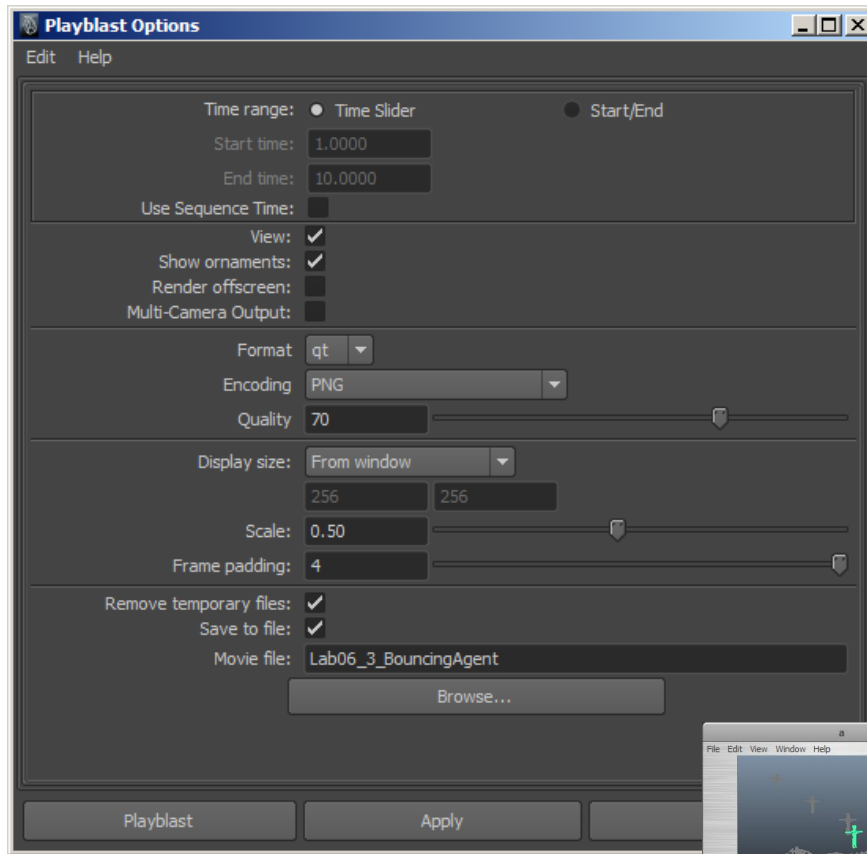 Playblast Options
Edit Help
Time range: Time Slider Start/End
Start time: 1.0000
End time: 10.0000
Use Sequence Time:
View:
Show ornaments:
Render offscreen:
Multi-Camera Output:
Format qt
Encoding PNG
Quality 70
Display size: From window
256 256
Scale: 0.50
Frame padding: 4
Remove temporary files:
Save to file:
Movie file: Lab06_3_BouncingAgent
Browse...
a
File Edit View Window Help
Playblast Apply